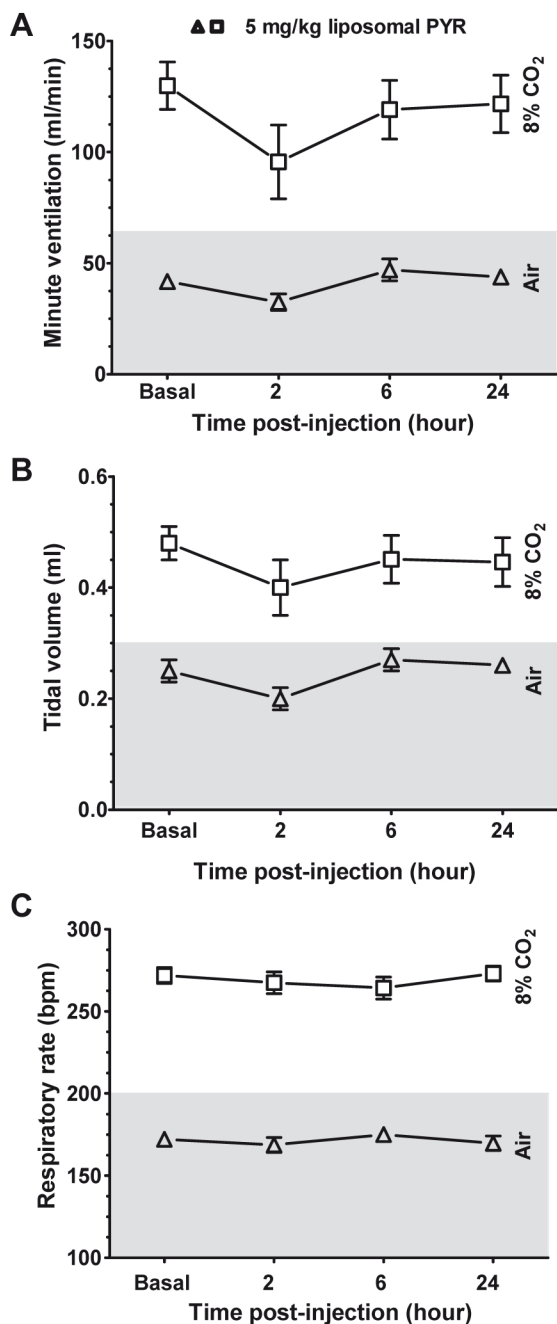 A
5 mg/kg liposomal PYR
Minute ventilation (ml/min)
150
100
50
0
8% CO2
Air
Basal 2 6 24
Time post-injection (hour)
B
Tidal volume (ml)
0.6
0.4
0.2
0.0
8% CO2
Air
Basal 2 6 24
Time post-injection (hour)
C
Respiratory rate (bpm)
300
250
200
150
100
8% CO2
Air
Basal 2 6 24
Time post-injection (hour)